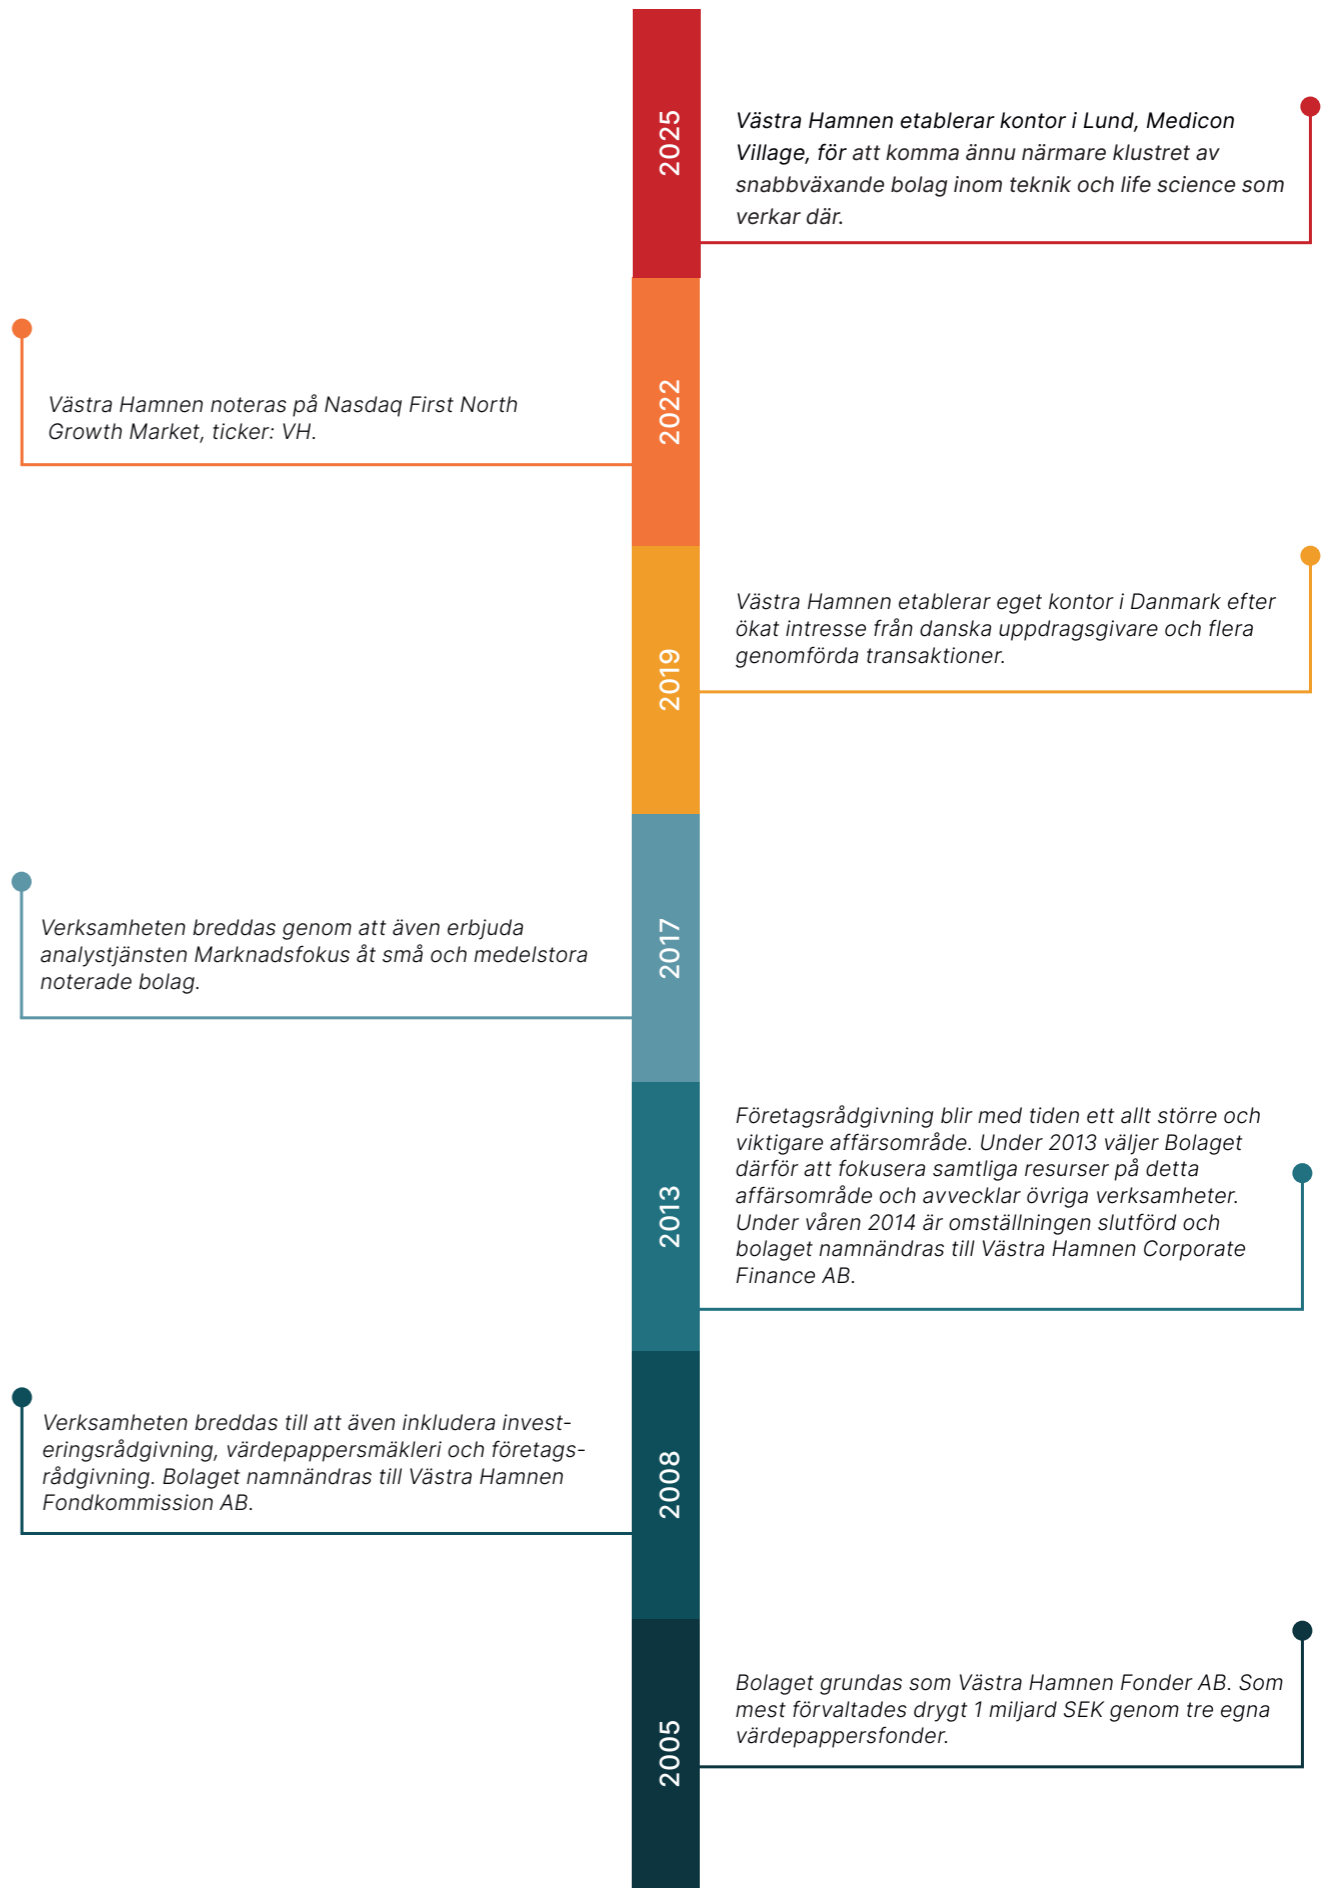 2025
Västra Hamnen etablerar kontor i Lund, Medicon
Village, för att komma ännu närmare klustret av
snabbväxande bolag inom teknik och life science som
verkar där.
2022
Västra Hamnen noteras på Nasdaq First North
Growth Market, ticker: VH.
2019
Västra Hamnen etablerar eget kontor i Danmark efter
ökat intresse från danska uppdragsgivare och flera
genomförda transaktioner.
2017
Verksamheten breddas genom att även erbjuda
analystjänsten Marknadsfokus åt små och medelstora
noterade bolag.
2013
Företagsrådgivning blir med tiden ett allt större och
viktigare affärsområde. Under 2013 väljer Bolaget
därför att fokusera samtliga resurser på detta
affärsområde och avvecklar övriga verksamheter.
Under våren 2014 är omställningen slutförd och
bolaget namnändras till Västra Hamnen Corporate
Finance AB.
2008
Verksamheten breddas till att även inkludera invest-
eringsrådgivning, värdepappersmäkleri och företags-
rådgivning. Bolaget namnändras till Västra Hamnen
Fondkommission AB.
2005
Bolaget grundas som Västra Hamnen Fonder AB. Som
mest förvaltades drygt 1 miljard SEK genom tre egna
värdepappersfonder.